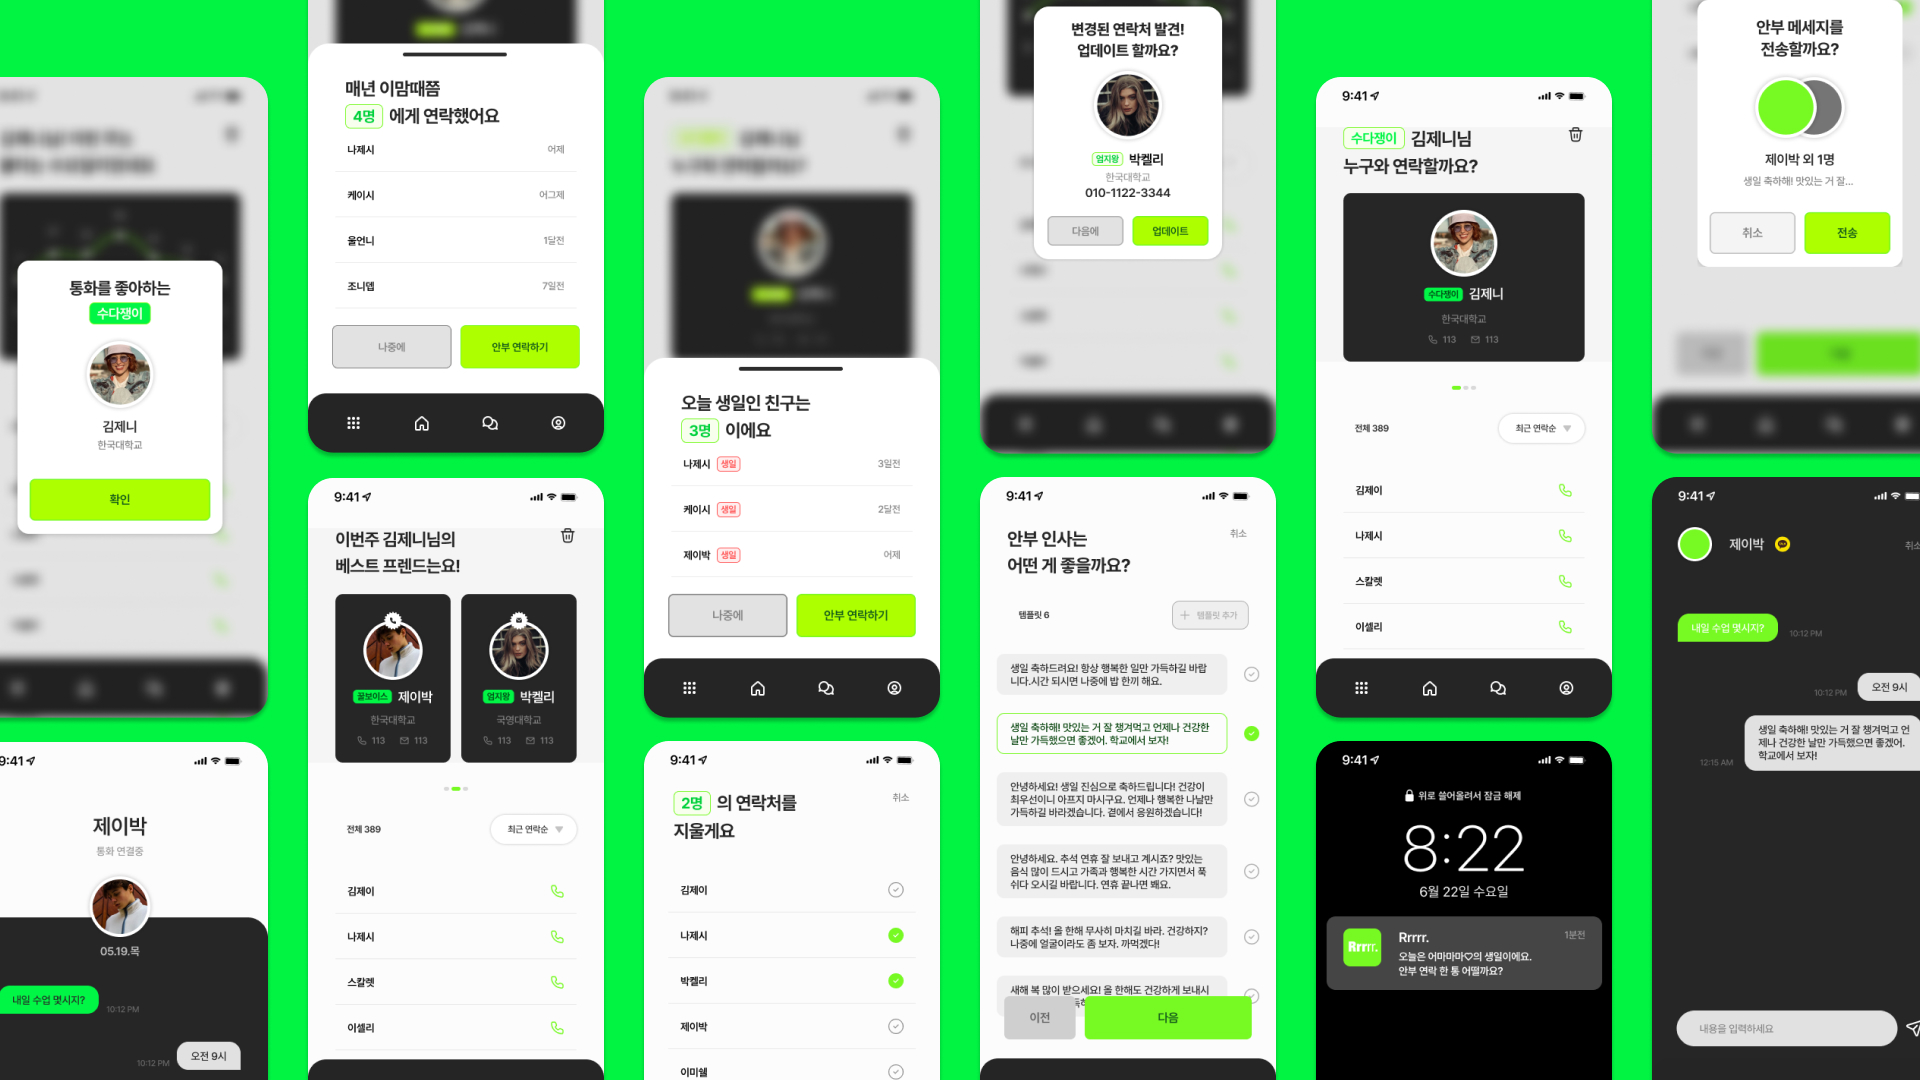 통화를 좋아하는
수다쟁이
김제니
한국대학교
확인
9:41
제이박
통화 연결중
05.19.목
내일 수업 몇시지?
10:12 PM
10:12 PM
오전 9시
매년 이맘때쯤
4명 에게 연락했어요
나제시 어제
케이시 어그제
울언니 1달전
조니뎁 7일전
나중에
안부 연락하기
9:41
이번주 김제니님의
베스트 프렌드는요!
꿀보이스 제이박
한국대학교
113 113
엄지왕 박켈리
국영대학교
113 113
전체 389
최근 연락순
김제이
나제시
스칼렛
이셀리
오늘 생일인 친구는
3명 이에요
나제시 생일 3일전
케이시 생일 2달전
제이박 생일 어제
나중에
안부 연락하기
9:41
2명 의 연락처를
지울게요
취소
김제이
나제시
박켈리
제이박
이미쉘
변경된 연락처 발견!
업데이트 할까요?
엄지왕 박켈리
한국대학교
010-1122-3344
다음에
업데이트
9:41
안부 인사는
어떤 게 좋을까요?
취소
템플릿 6
템플릿 추가
생일 축하드려요! 항상 행복한 일만 가득하길 바랍
니다.시간 되시면 나중에 밥 한끼 해요.
생일 축하해! 맛있는 거 잘 챙겨먹고 언제나 건강한
날만 가득했으면 좋겠어. 학교에서 보자!
안녕하세요! 생일 진심으로 축하드립니다! 건강이
최우선이니 아프지 마시구요. 언제나 행복한 나날만
가득하길 바라겠습니다. 곁에서 응원하겠습니다!
안녕하세요. 추석 연휴 잘 보내고 계시죠? 맛있는
음식 많이 드시고 가족과 행복한 시간 가지면서 푹
쉬다 오시길 바랍니다. 연휴 끝나면 봬요.
해피 추석! 올 한해 무사히 마치길 바라. 건강하지?
나중에 얼굴이라도 좀 보자. 까먹겠다!
새해 복 많이 받으세요! 올 한해도 건강하게 보내시
이전
다음
9:41
수다쟁이 김제니님
누구와 연락할까요?
수다쟁이 김제니
한국대학교
113 113
전체 389
최근 연락순
김제이
나제시
스칼렛
이셀리
9:41
위로 쓸어올려서 잠금 해제
8:22
6월 22일 수요일
Rrrrr.
Rrrrr.
1분전
오늘은 어마마마♡의 생일이에요.
안부 연락 한 통 어떨까요?
안부 메세지를
전송할까요?
제이박 외 1명
생일 축하해! 맛있는 거 잘...
취소
전송
9:41
제이박
취소
내일 수업 몇시지?
10:12 PM
10:12 PM
오전 9시
생일 축하해! 맛있는 거 잘 챙겨먹고 언
제나 건강한 날만 가득했으면 좋겠어.
학교에서 보자!
12:15 AM
내용을 입력하세요